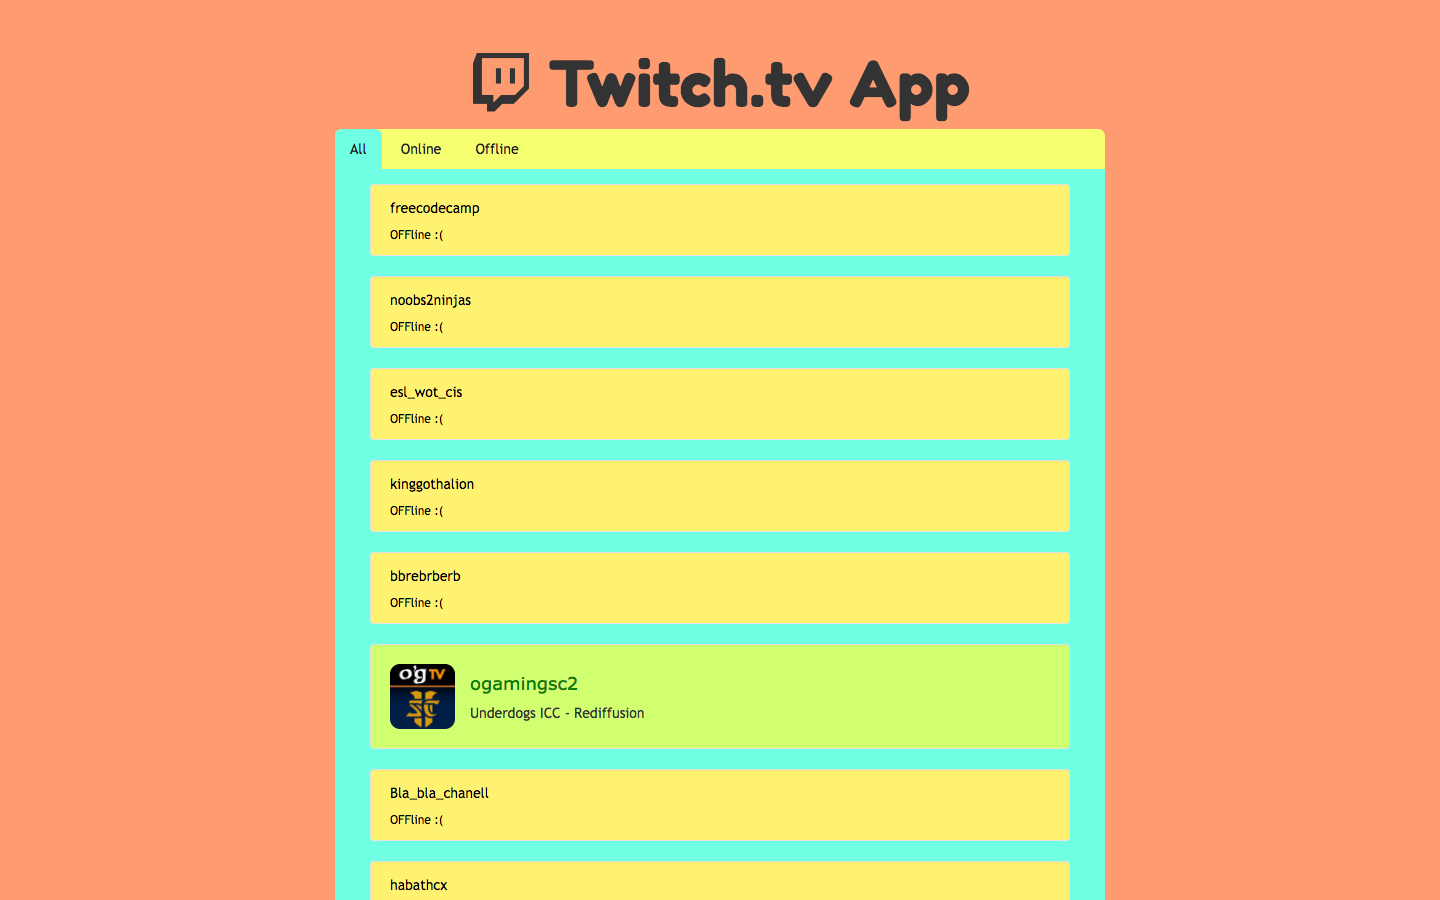 Twitch.tv App
All Online Offline
freecodecamp
OFFline :(
noobs2ninjas
OFFline :(
esl_wot_cis
OFFline :(
kinggothalion
OFFline :(
bbrebrberb
OFFline :(
o'g TV
SC
ogamingsc2
Underdogs ICC - Rediffusion
Bla_bla_chanell
OFFline :(
habathcx